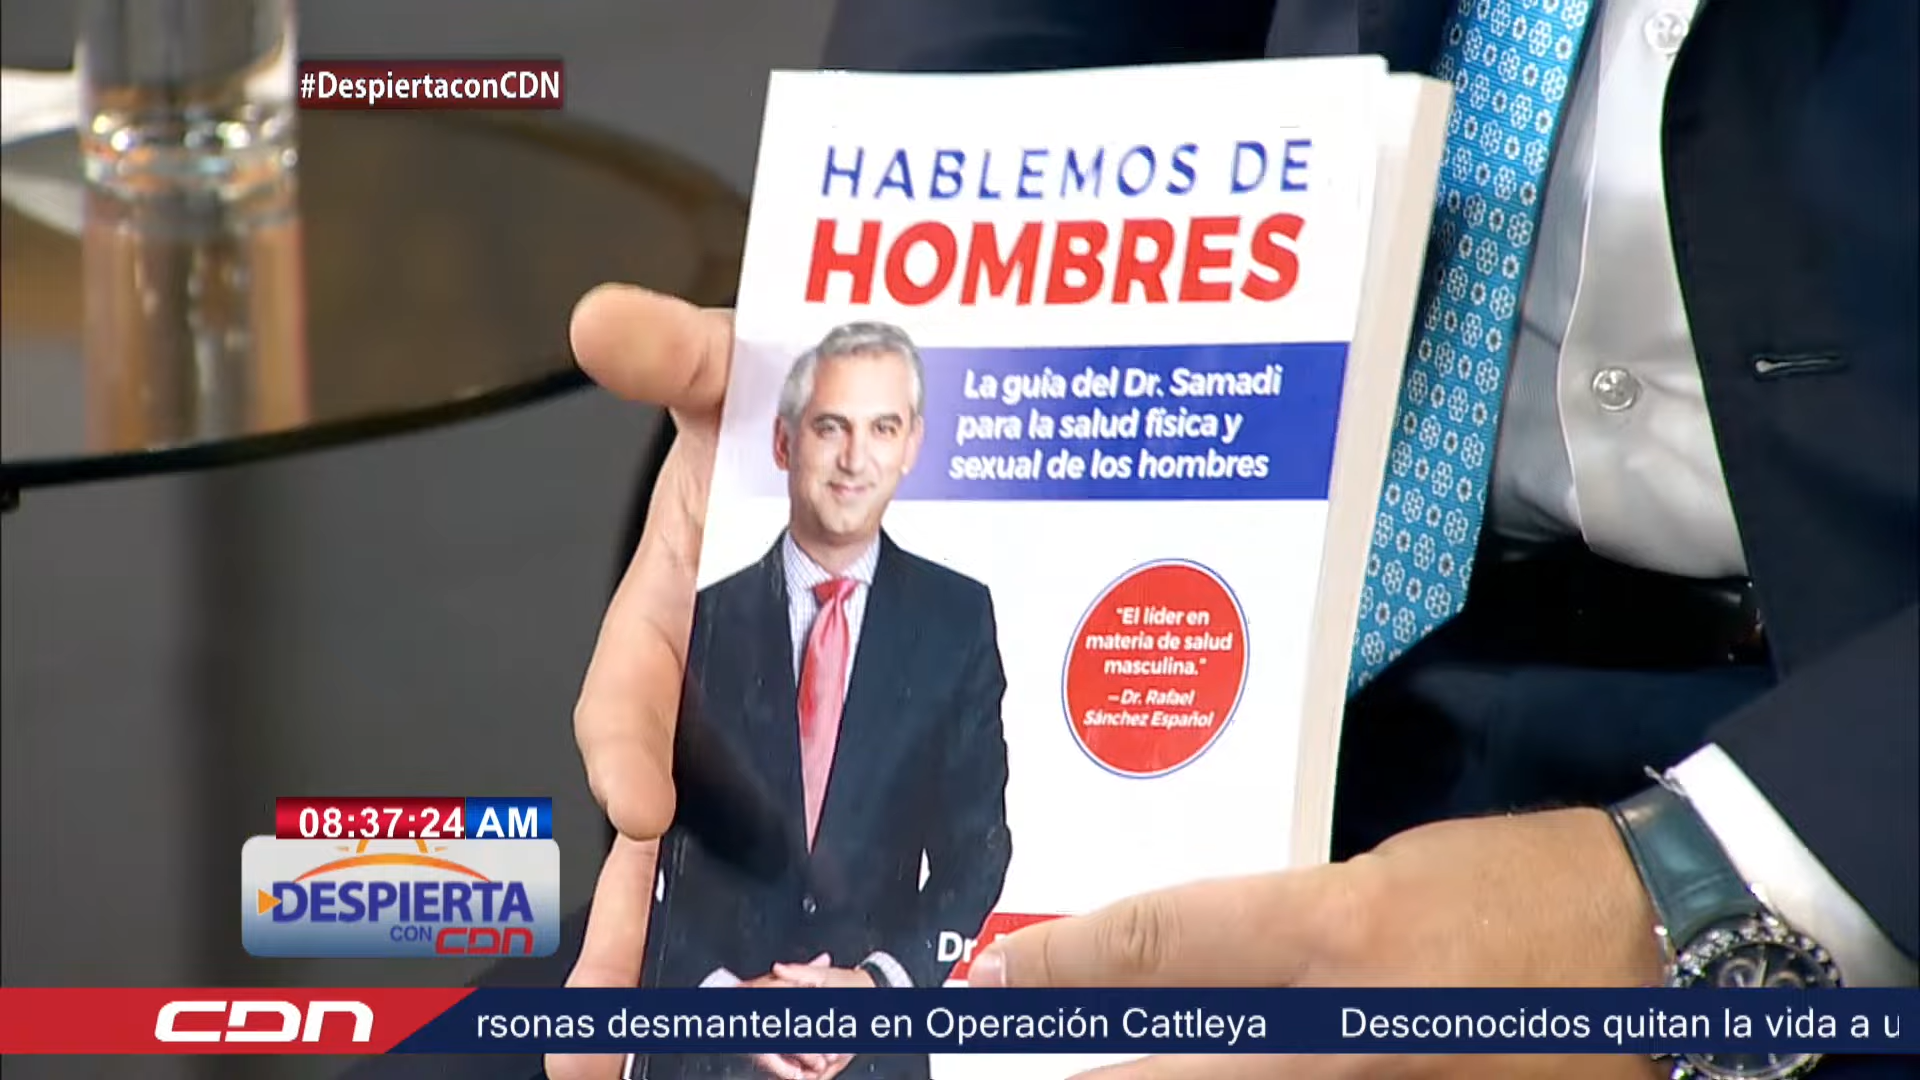 #DespiertaconCDN
HABLEMOS DE
HOMBRES
La guía del Dr. Samadi
para la salud física y
sexual de los hombres
"El líder en
materia de salud
masculina."
—Dr. Rafael
Sánchez Español
Dr.
08:37:24 AM
DESPIERTA
CON CDN
CDN
rsonas desmantelada en Operación Cattleya Desconocidos quitan la vida a u